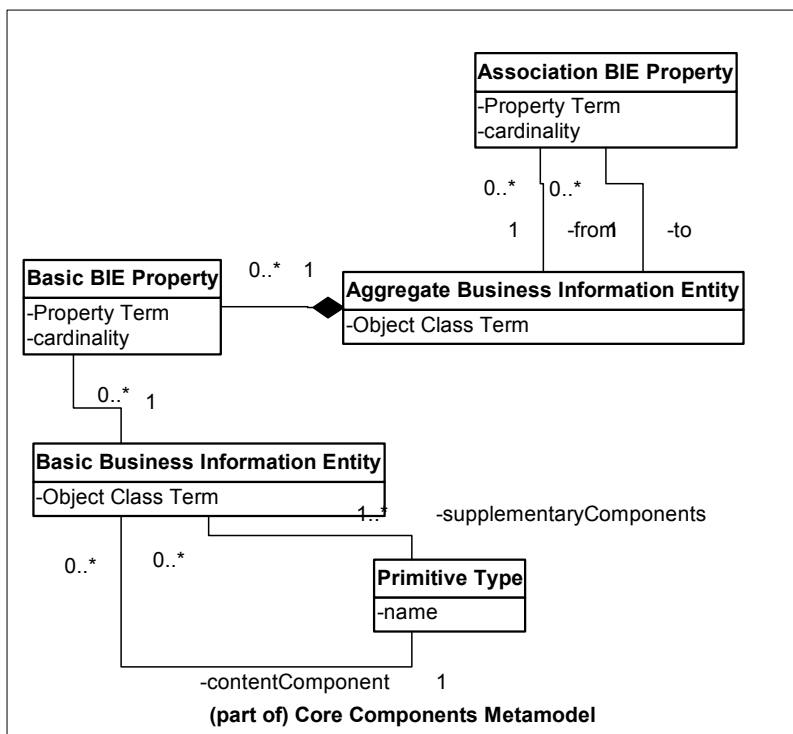 Association BIE Property
-Property Term
-cardinality
0..* 0..*
1 -from 1 -to
0..* 1
Basic BIE Property
-Property Term
-cardinality
Aggregate Business Information Entity
-Object Class Term
0..* 1
Basic Business Information Entity
-Object Class Term
1..* -supplementaryComponents
0..* 0..*
Primitive Type
-name
-contentComponent 1
(part of) Core Components Metamodel